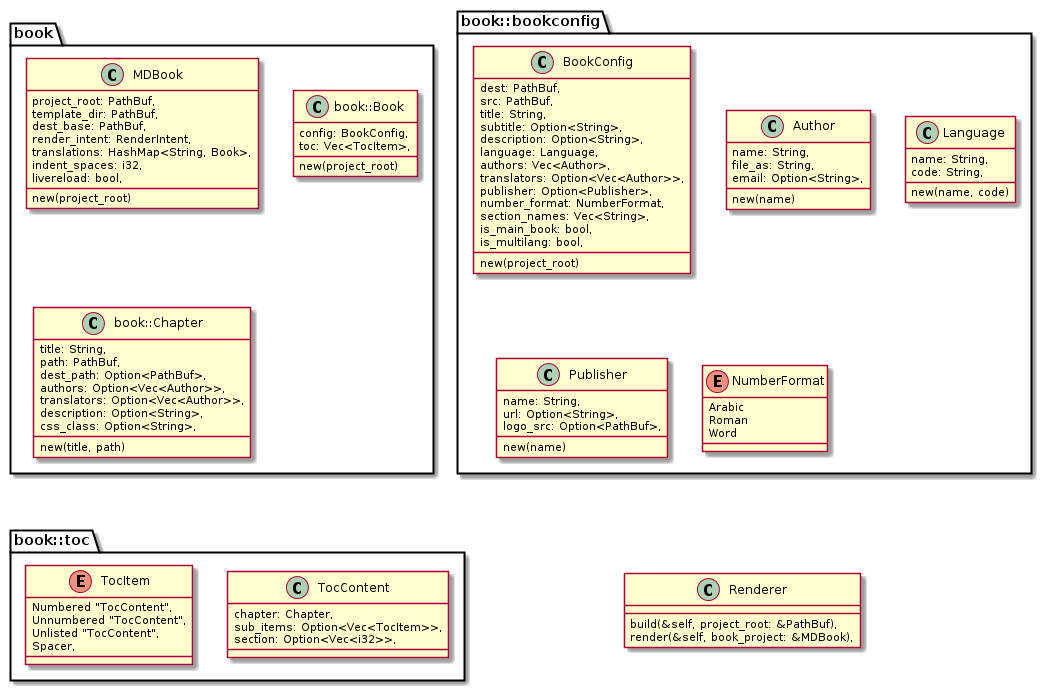 book
C MDBook
project_root: PathBuf,
template_dir: PathBuf,
dest_base: PathBuf,
render_intent: RenderIntent,
translations: HashMap<String, Book>,
indent_spaces: i32,
livereload: bool,
new(project_root)
C book::Book
config: BookConfig,
toc: Vec<TocItem>,
new(project_root)
C book::Chapter
title: String,
path: PathBuf,
dest_path: Option<PathBuf>,
authors: Option<Vec<Author>>,
translators: Option<Vec<Author>>,
description: Option<String>,
css_class: Option<String>,
new(title, path)
book::bookconfig
C BookConfig
dest: PathBuf,
src: PathBuf,
title: String,
subtitle: Option<String>,
description: Option<String>,
language: Language,
authors: Vec<Author>,
translators: Option<Vec<Author>>,
publisher: Option<Publisher>,
number_format: NumberFormat,
section_names: Vec<String>,
is_main_book: bool,
is_multilang: bool,
new(project_root)
C Author
name: String,
file_as: String,
email: Option<String>,
new(name)
C Language
name: String,
code: String,
new(name, code)
C Publisher
name: String,
url: Option<String>,
logo_src: Option<PathBuf>,
new(name)
E NumberFormat
Arabic
Roman
Word
book::toc
E TocItem
Numbered "TocContent",
Unnumbered "TocContent",
Unlisted "TocContent",
Spacer,
C TocContent
chapter: Chapter,
sub_items: Option<Vec<TocItem>>,
section: Option<Vec<i32>>,
C Renderer
build(&self, project_root: &PathBuf),
render(&self, book_project: &MDBook),